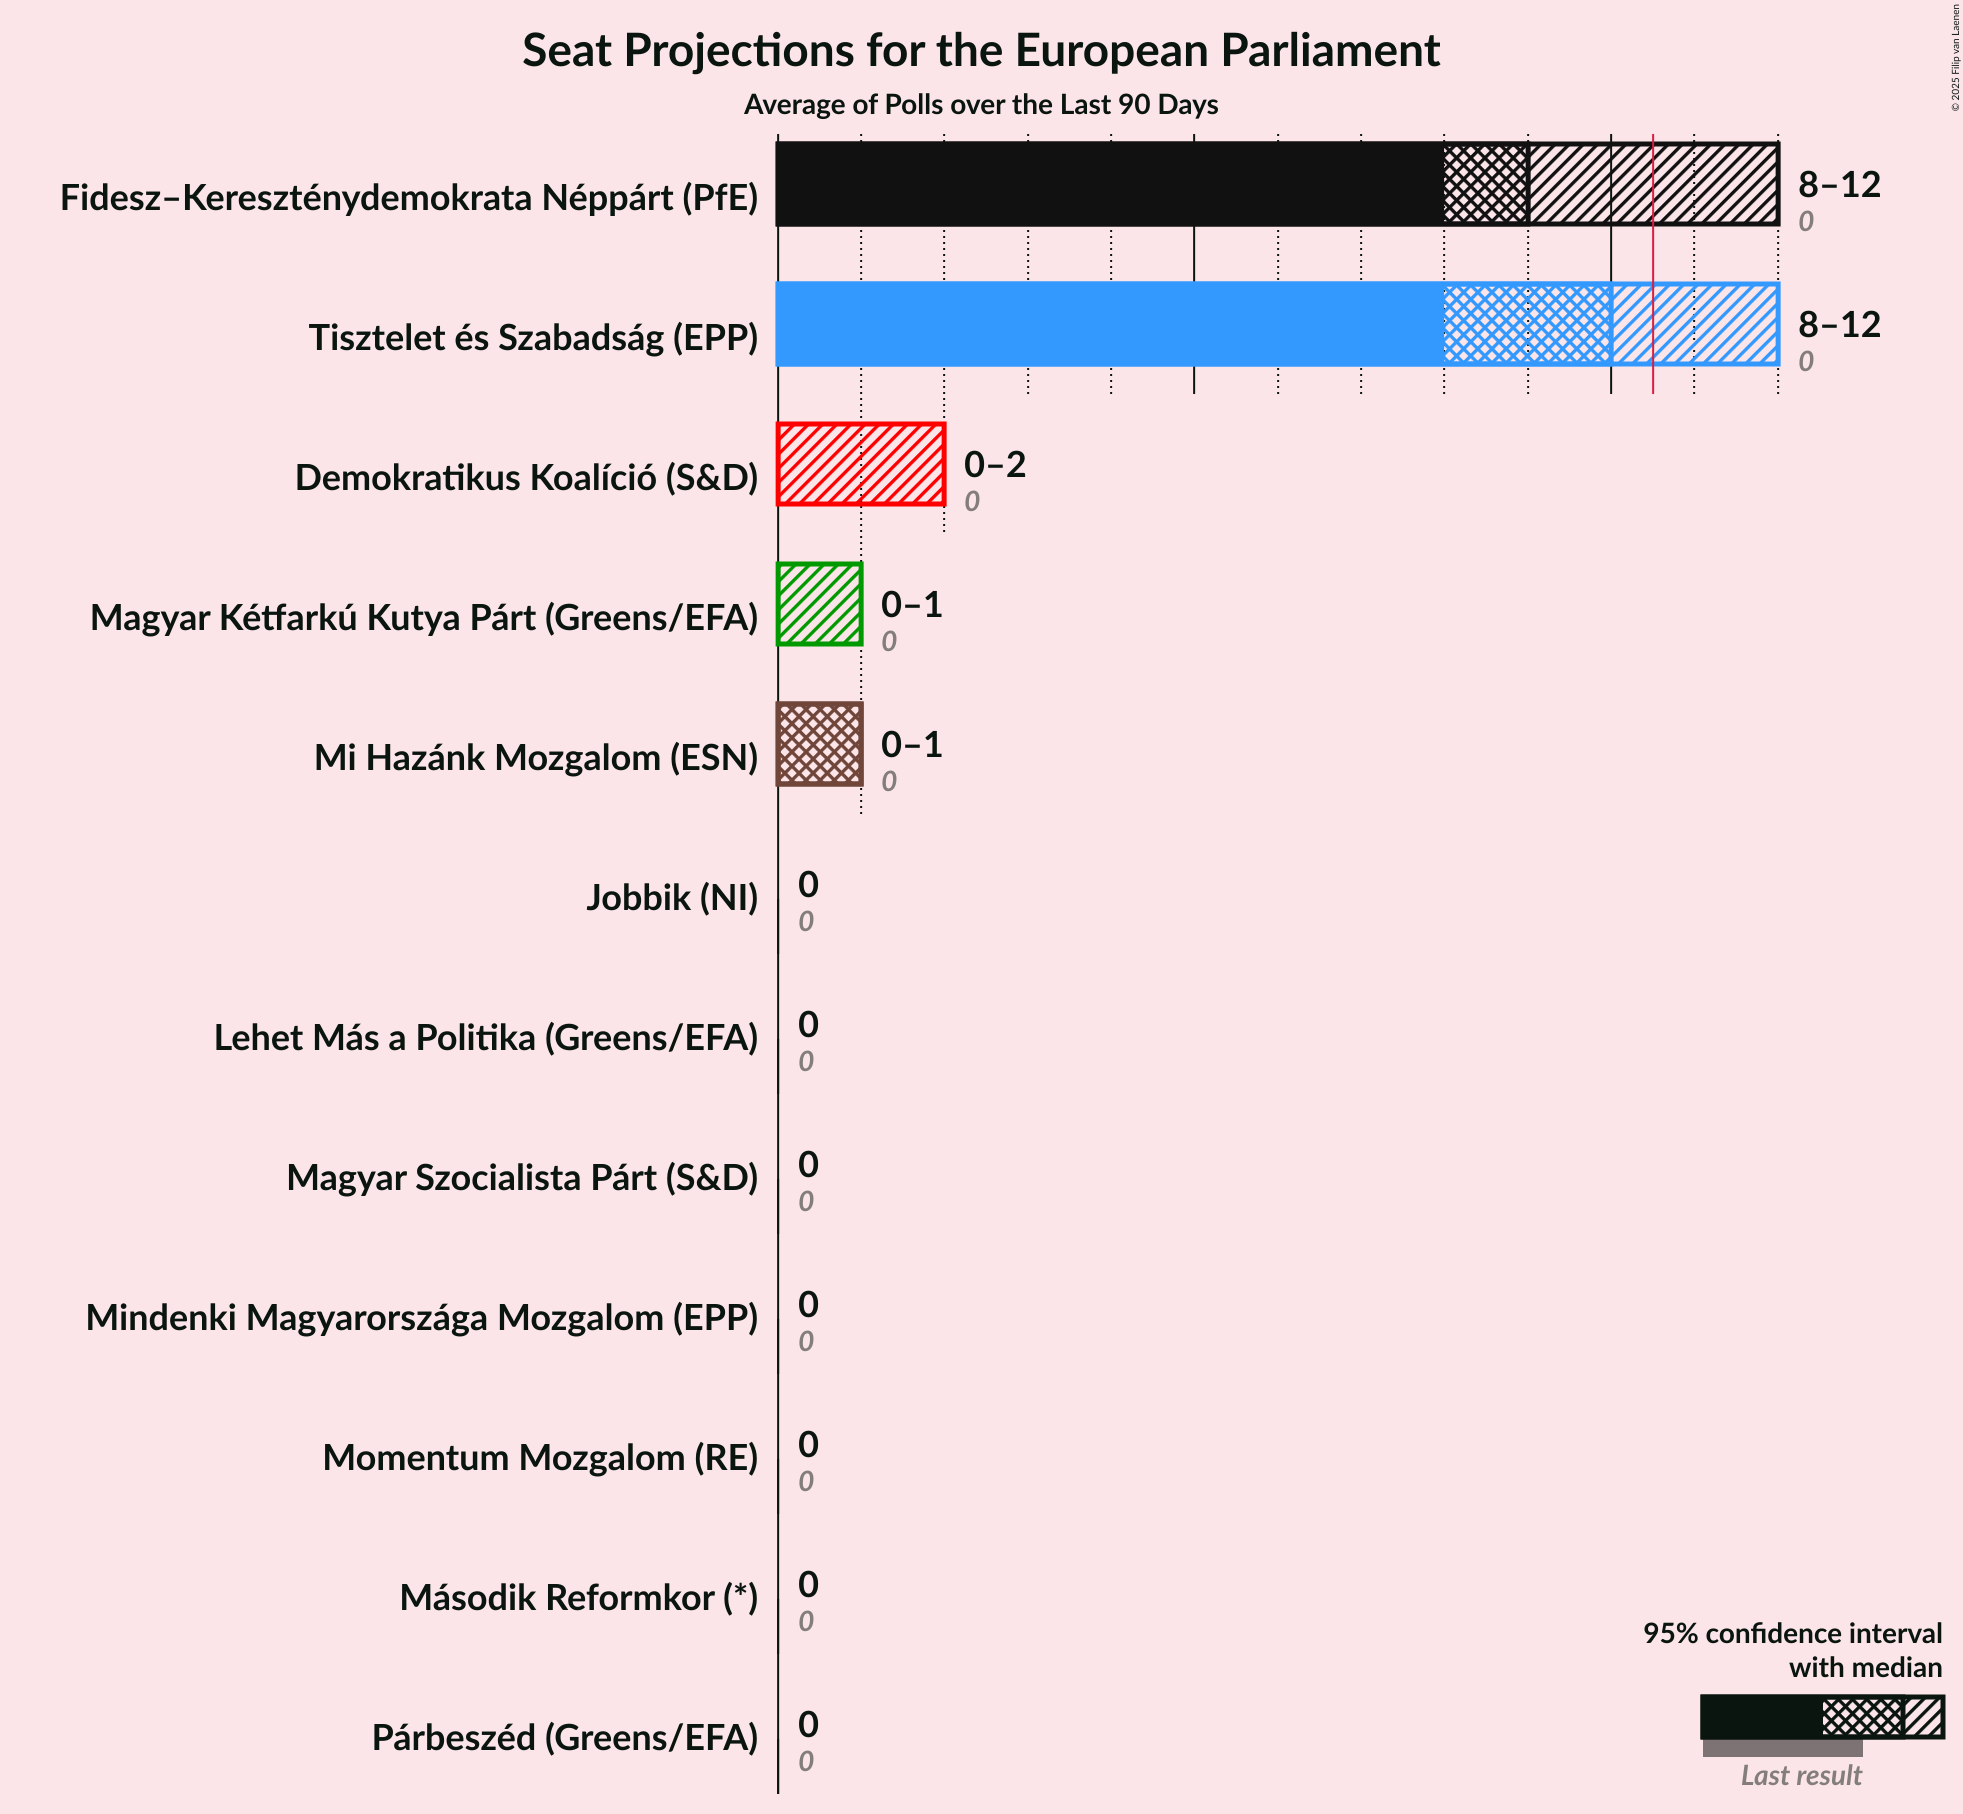 Seat Projections for the European Parliament
Average of Polls over the Last 90 Days
© 2025 Filip van Laenen
Fidesz–Kereszténydemokrata Néppárt (PfE)
8–12
0
Tisztelet és Szabadság (EPP)
8–12
0
Demokratikus Koalíció (S&D)
0–2
0
Magyar Kétfarkú Kutya Párt (Greens/EFA)
0–1
0
Mi Hazánk Mozgalom (ESN)
0–1
0
Jobbik (NI)
0
0
Lehet Más a Politika (Greens/EFA)
0
0
Magyar Szocialista Párt (S&D)
0
0
Mindenki Magyarországa Mozgalom (EPP)
0
0
Momentum Mozgalom (RE)
0
0
Második Reformkor (*)
0
0
Párbeszéd (Greens/EFA)
0
0
95% confidence interval
with median
Last result